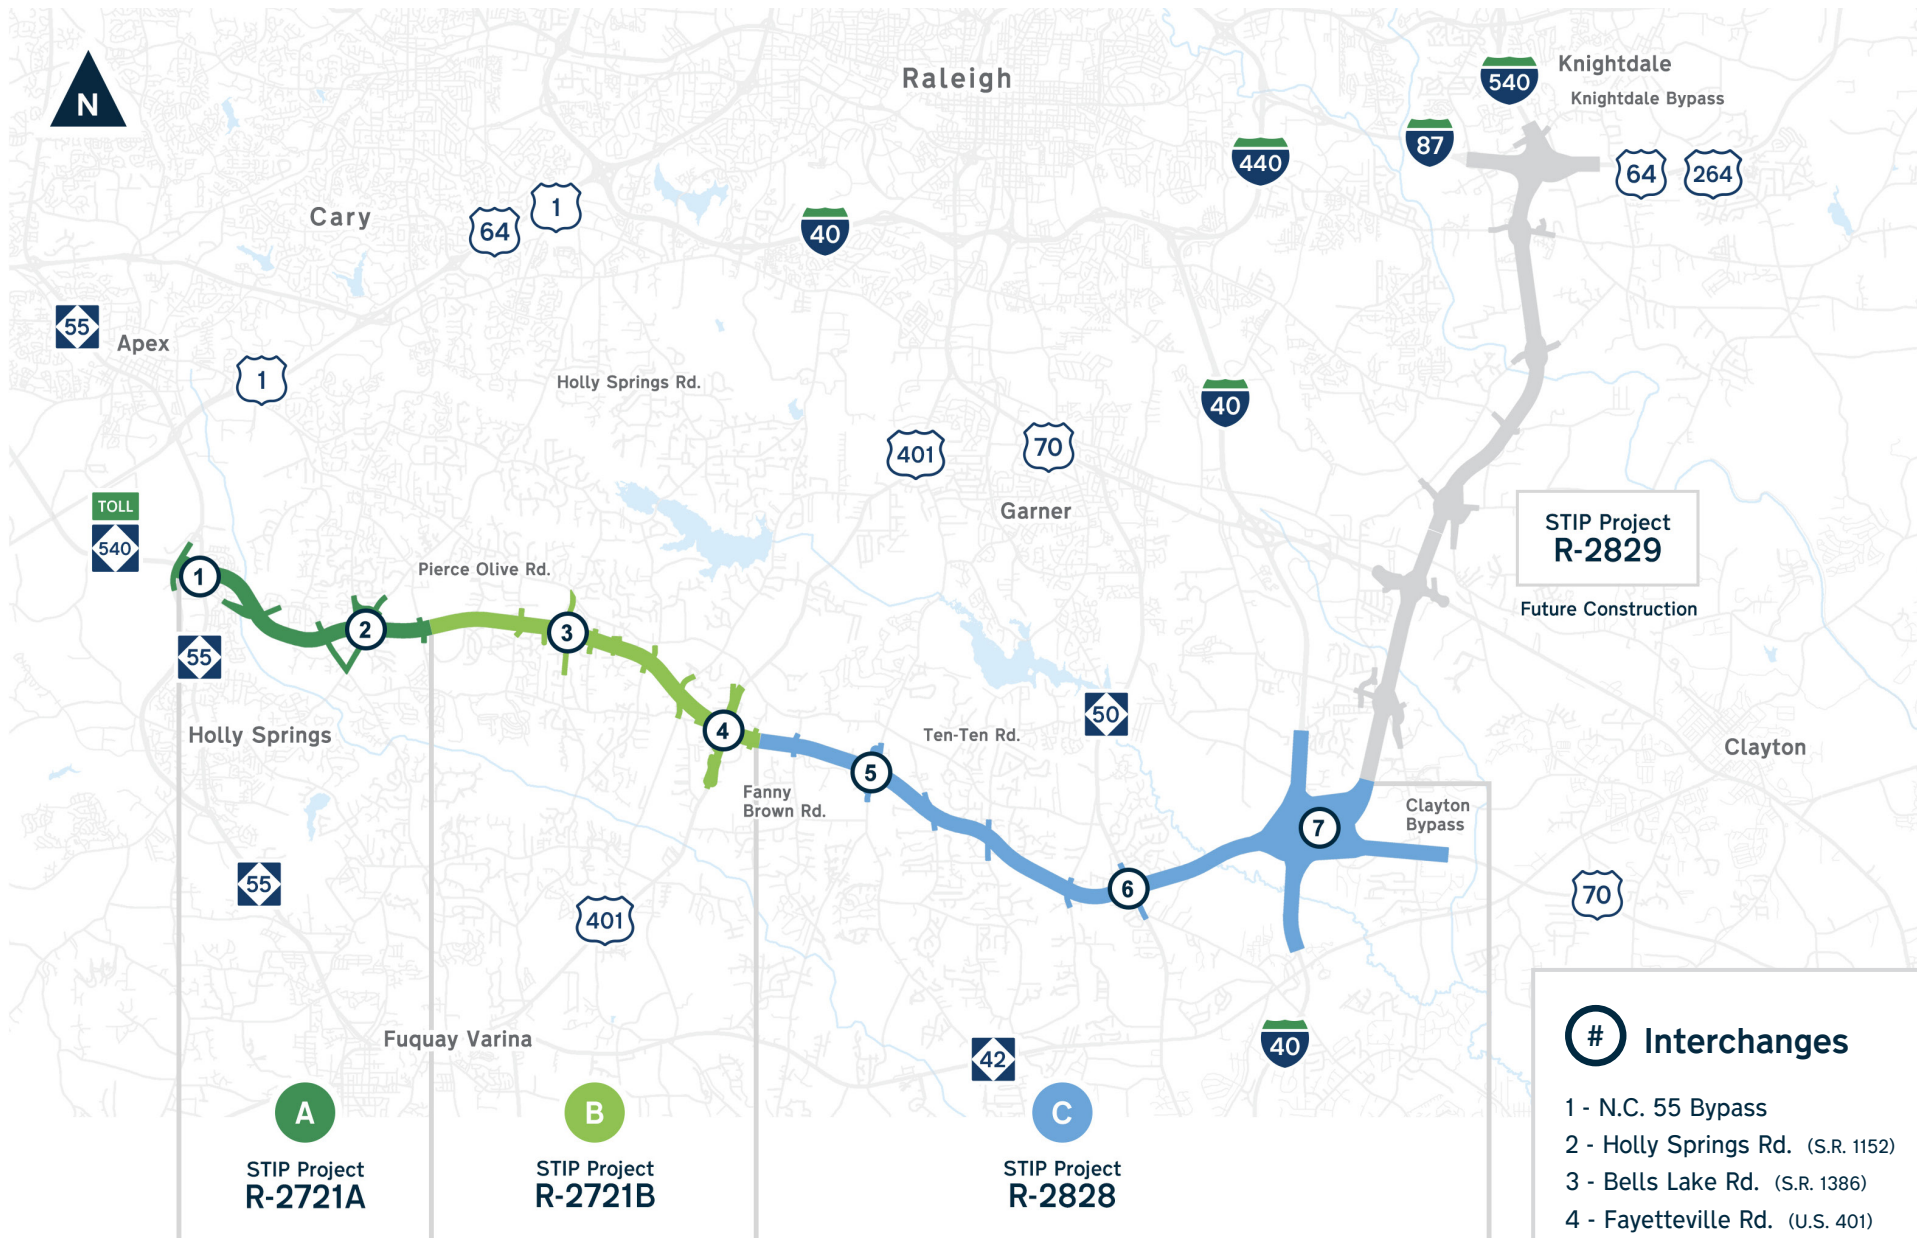 N
Raleigh
540
Knightdale
Knightdale Bypass
87
440
64
264
Cary
64
1
40
55
Apex
1
Holly Springs Rd.
40
401
70
Garner
TOLL
540
STIP Project
R-2829
Future Construction
1
Pierce Olive Rd.
2
3
55
Holly Springs
4
50
Ten-Ten Rd.
5
Clayton
Fanny
Brown Rd.
Clayton
Bypass
7
6
55
401
70
Fuquay Varina
42
40
A
STIP Project
R-2721A
B
STIP Project
R-2721B
C
STIP Project
R-2828
# Interchanges
1 - N.C. 55 Bypass
2 - Holly Springs Rd. (S.R. 1152)
3 - Bells Lake Rd. (S.R. 1386)
4 - Fayetteville Rd. (U.S. 401)